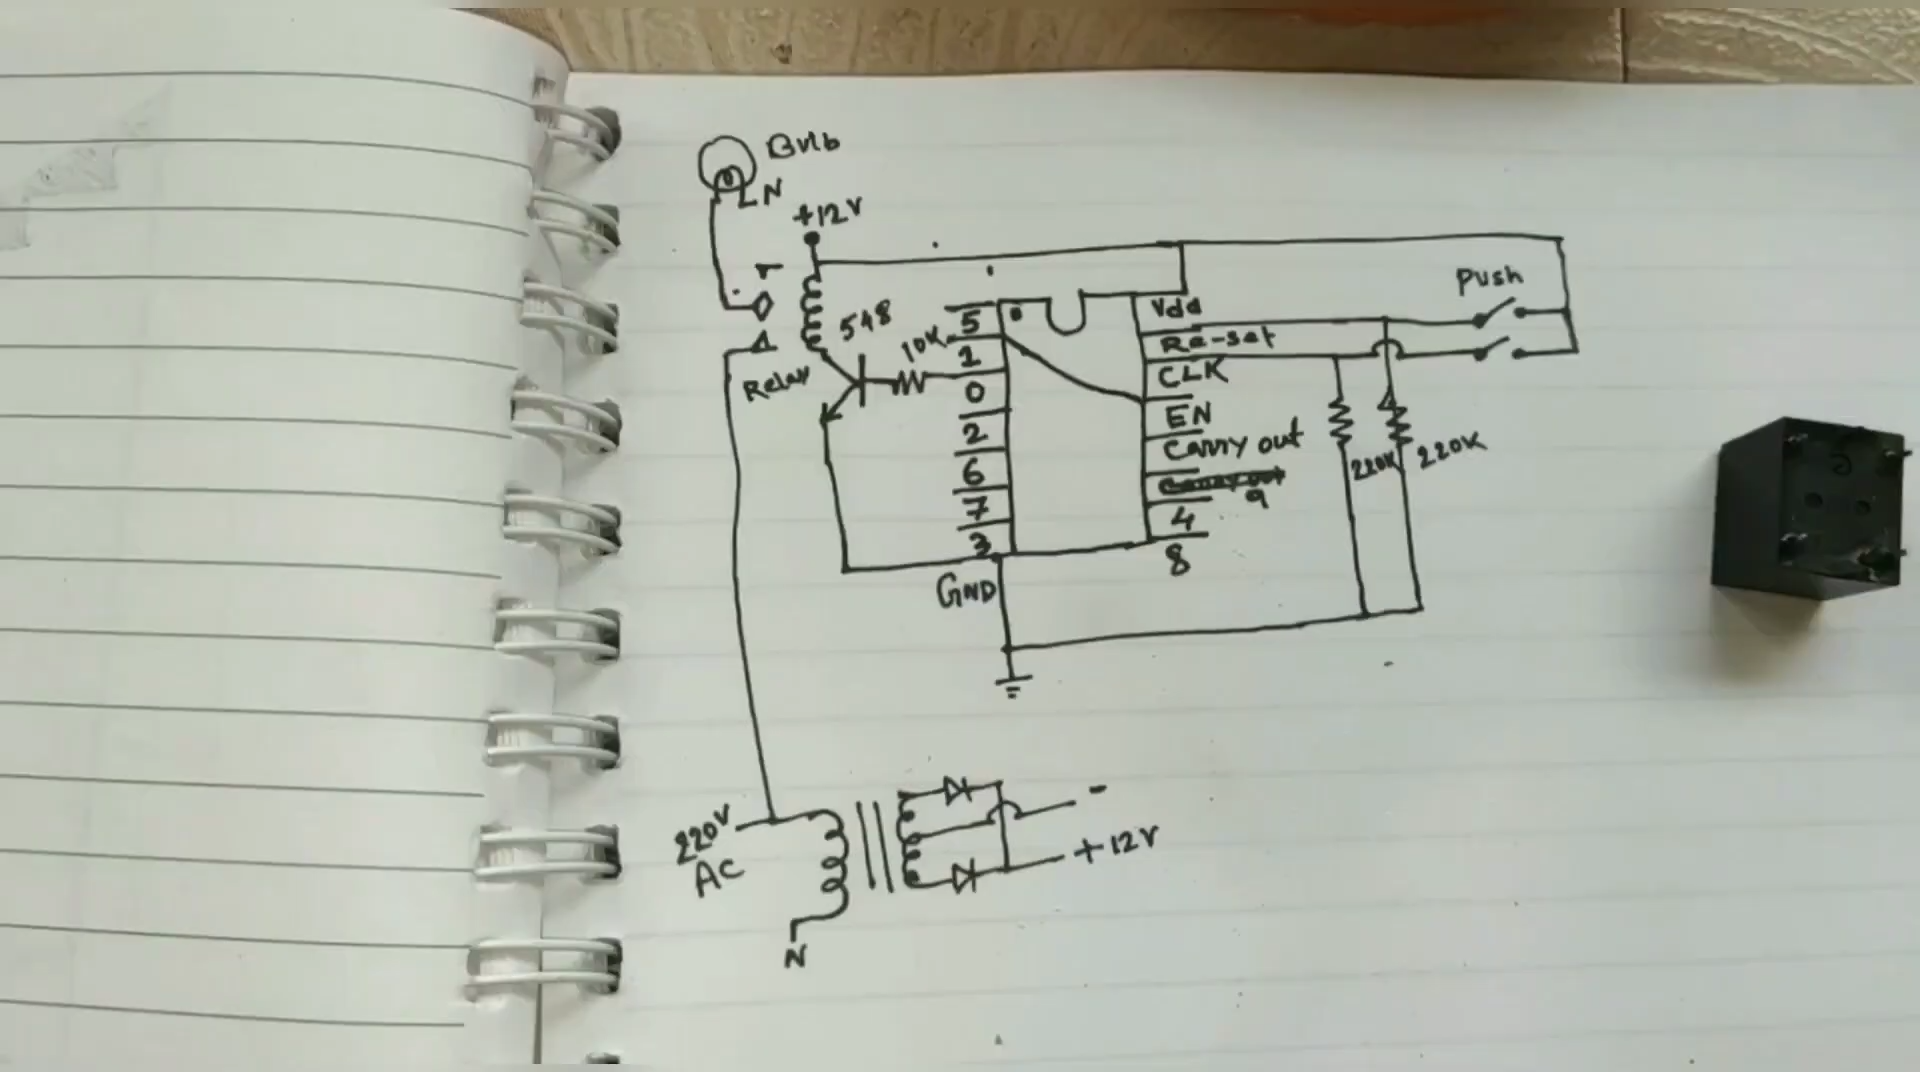 Bulb
N
+12V
548
10K
Relay
5
1
0
2
6
7
3
GND
Vdd
Re-set
CLK
EN
Carry out
9
4
8
Push
220K
220K
220V
AC
N
-
+12V